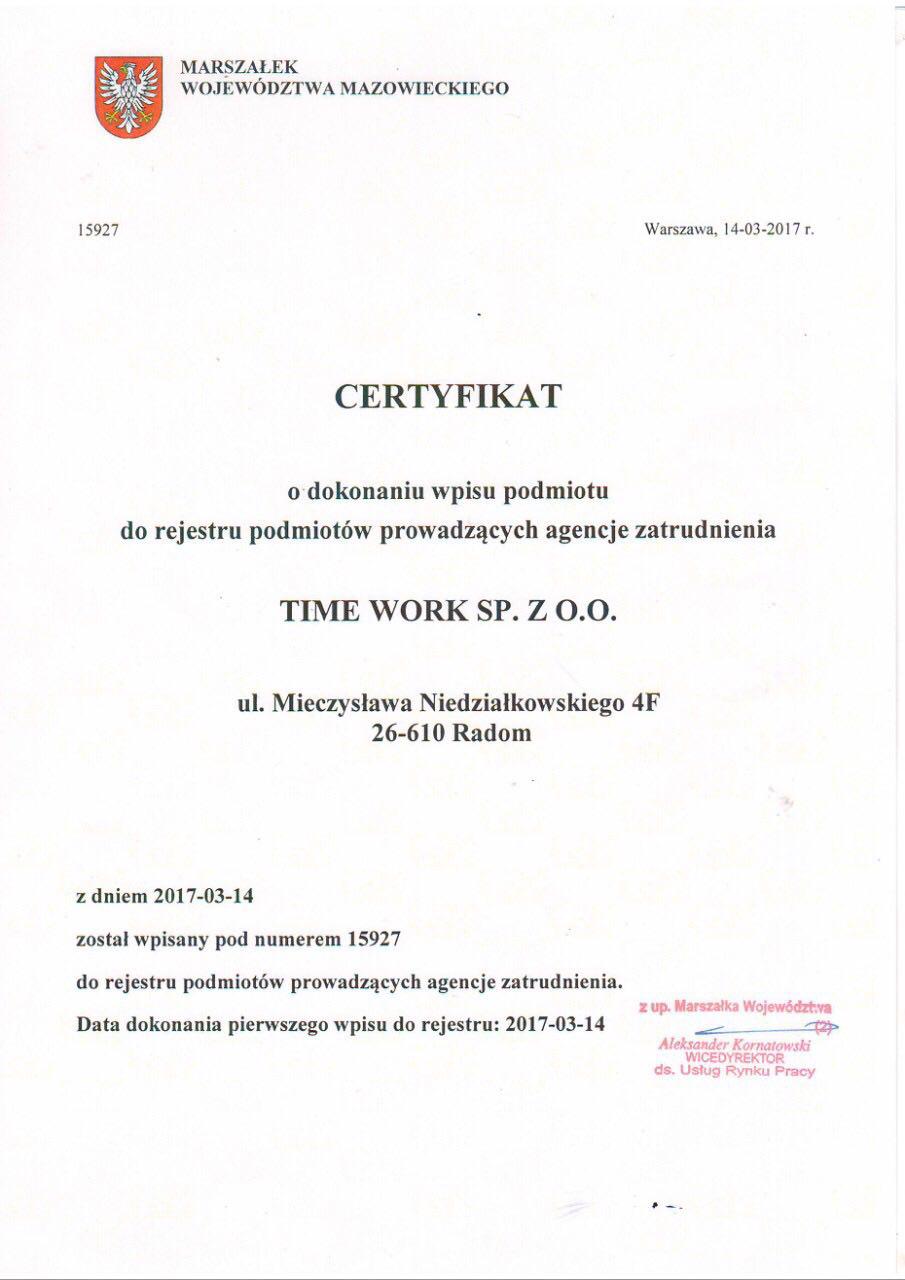 MARSZAŁEK
WOJEWÓDZTWA MAZOWIECKIEGO
15927
Warszawa, 14-03-2017 r.
CERTYFIKAT
o dokonaniu wpisu podmiotu
do rejestru podmiotów prowadzących agencje zatrudnienia
TIME WORK SP. Z O.O.
ul. Mieczysława Niedziałkowskiego 4F
26-610 Radom
z dniem 2017-03-14
został wpisany pod numerem 15927
do rejestru podmiotów prowadzących agencje zatrudnienia.
Data dokonania pierwszego wpisu do rejestru: 2017-03-14
z up. Marszałka Województwa
(2)
Aleksander Kornatowski
WICEDYREKTOR
ds. Usług Rynku Pracy